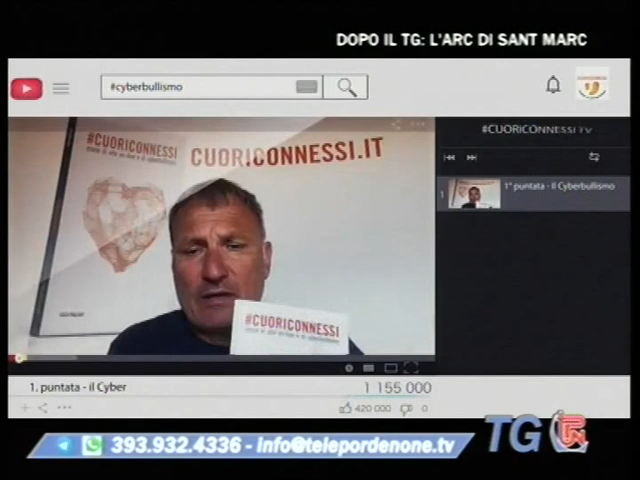 DOPO IL TG: L'ARC DI SANT MARC
#cyberbullismo
#CUORICONNESSI
CUORICONNESSI.IT
#CUORICONNESSI TV
1
1° puntata - Il Cyberbullismo
#CUORICONNESSI
1. puntata - il Cyber
1 155 000
420 000
0
393.932.4336 - info@telepordenone.tv
TG